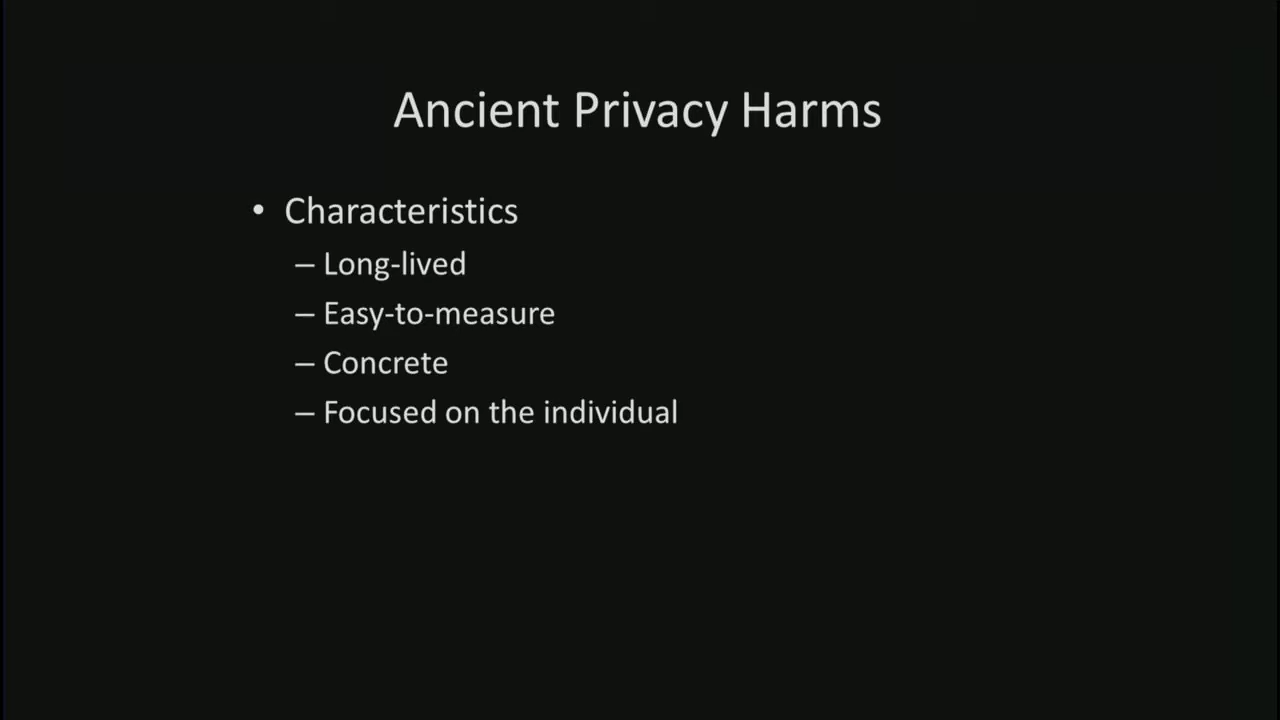 Ancient Privacy Harms
• Characteristics
– Long-lived
– Easy-to-measure
– Concrete
– Focused on the individual